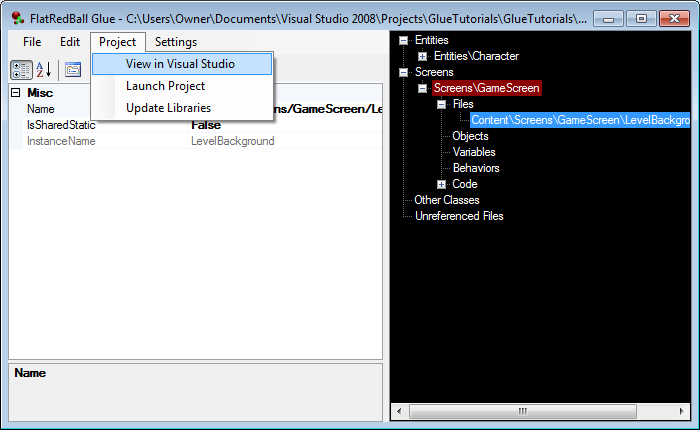 FlatRedBall Glue - C:\Users\Owner\Documents\Visual Studio 2008\Projects\GlueTutorials\GlueTutorials\...
File Edit Project Settings
View in Visual Studio
Launch Project
Update Libraries
Misc
Name ns/GameScreen/Le
IsSharedStatic False
InstanceName LevelBackground
Name
Entities
Entities\Character
Screens
Screens\GameScreen
Files
Content\Screens\GameScreen\LevelBackgro
Objects
Variables
Behaviors
Code
Other Classes
Unreferenced Files